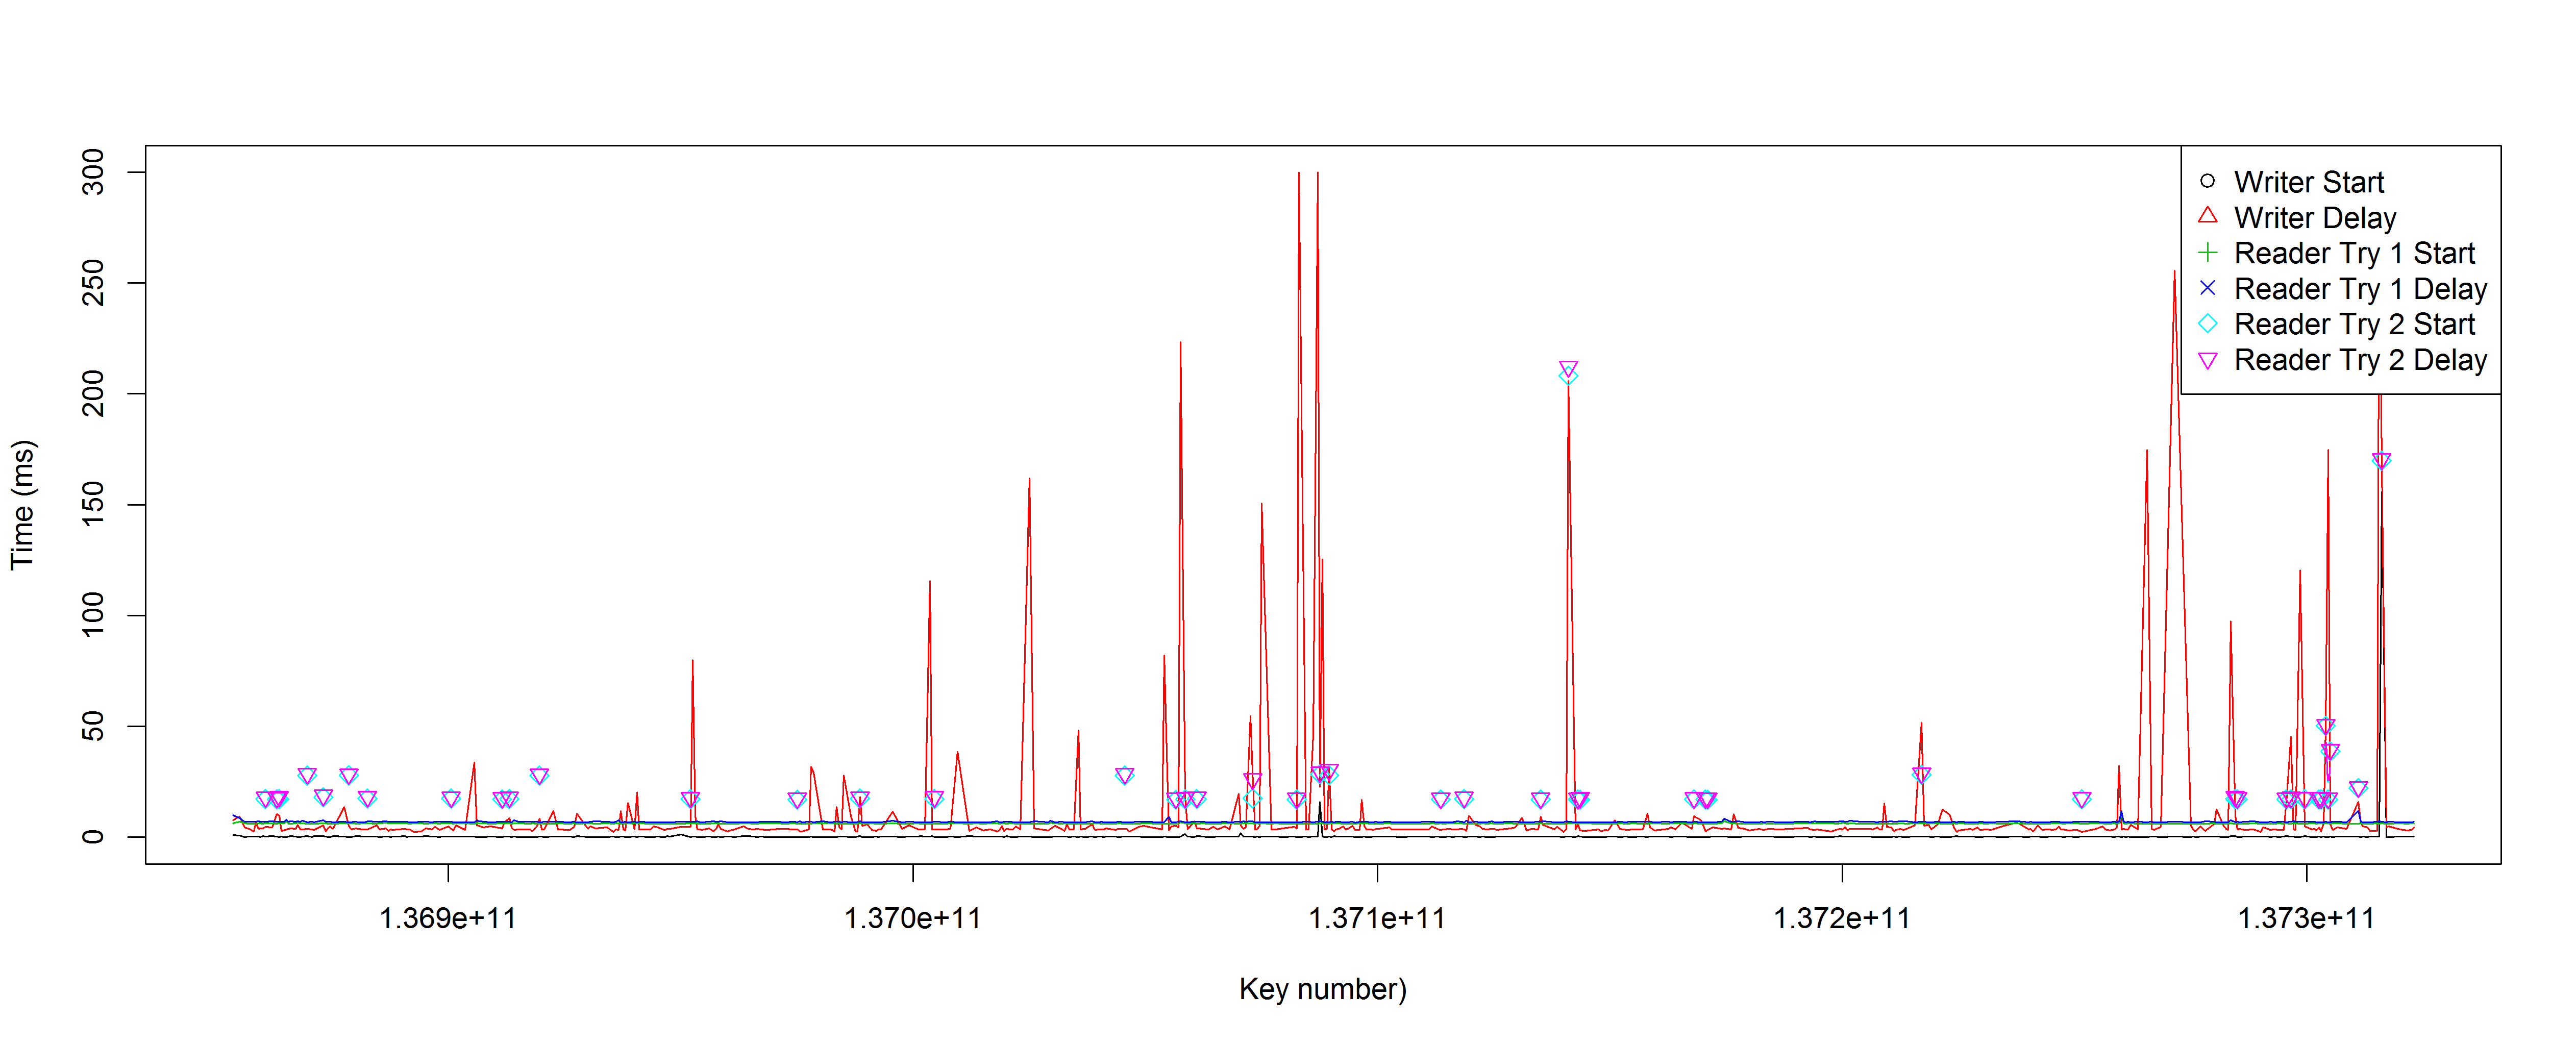 Time (ms)
300
250
200
150
100
50
0
Writer Start
Writer Delay
Reader Try 1 Start
Reader Try 1 Delay
Reader Try 2 Start
Reader Try 2 Delay
1.369e+11 1.370e+11 1.371e+11 1.372e+11 1.373e+11
Key number)